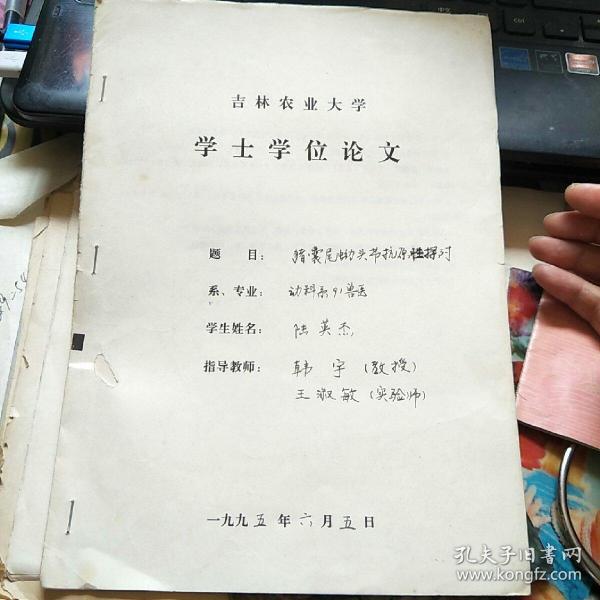 吉林农业大学
学士学位论文
题 目: 猪囊尾蚴头节抗原性探讨
系、专业: 动科系91兽医
学生姓名: 陆英杰
指导教师: 韩宇(教授)
王淑敏(实验师)
一九九五年六月五日
孔夫子旧书网
www.kongfz.com